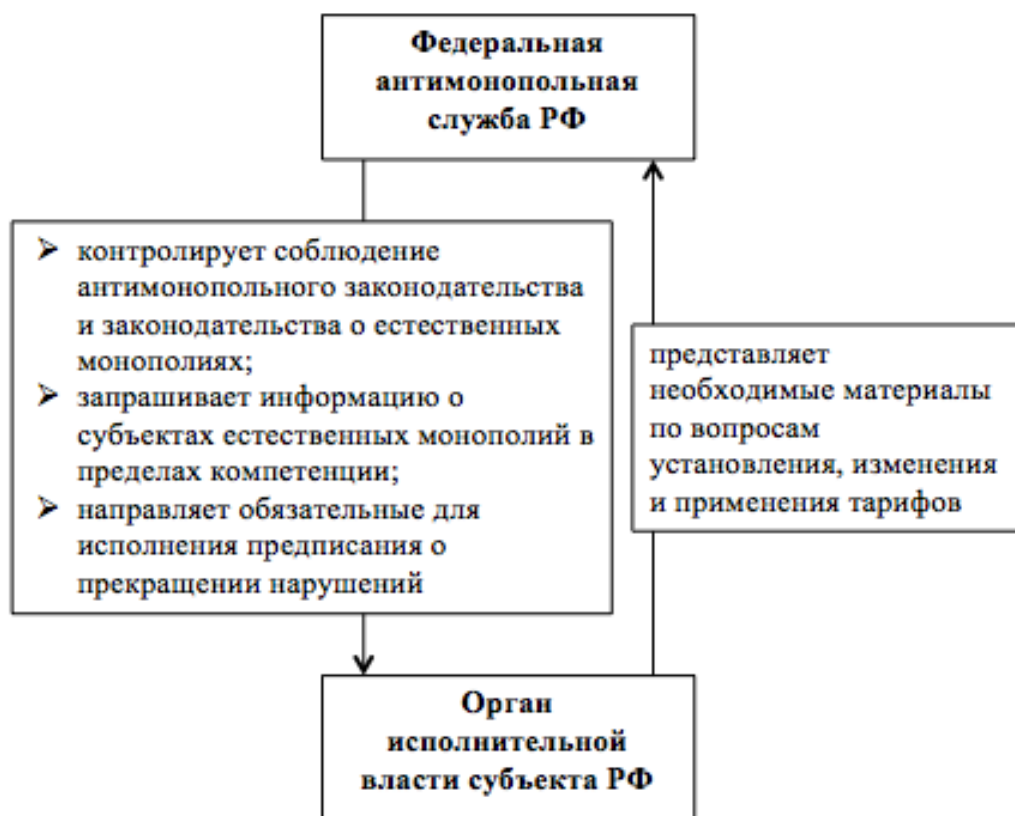 Федеральная
антимонопольная
служба РФ
➢ контролирует соблюдение
антимонопольного законодательства
и законодательства о естественных
монополиях;
➢ запрашивает информацию о
субъектах естественных монополий в
пределах компетенции;
➢ направляет обязательные для
исполнения предписания о
прекращении нарушений
представляет
необходимые материалы
по вопросам
установления, изменения
и применения тарифов
Орган
исполнительной
власти субъекта РФ